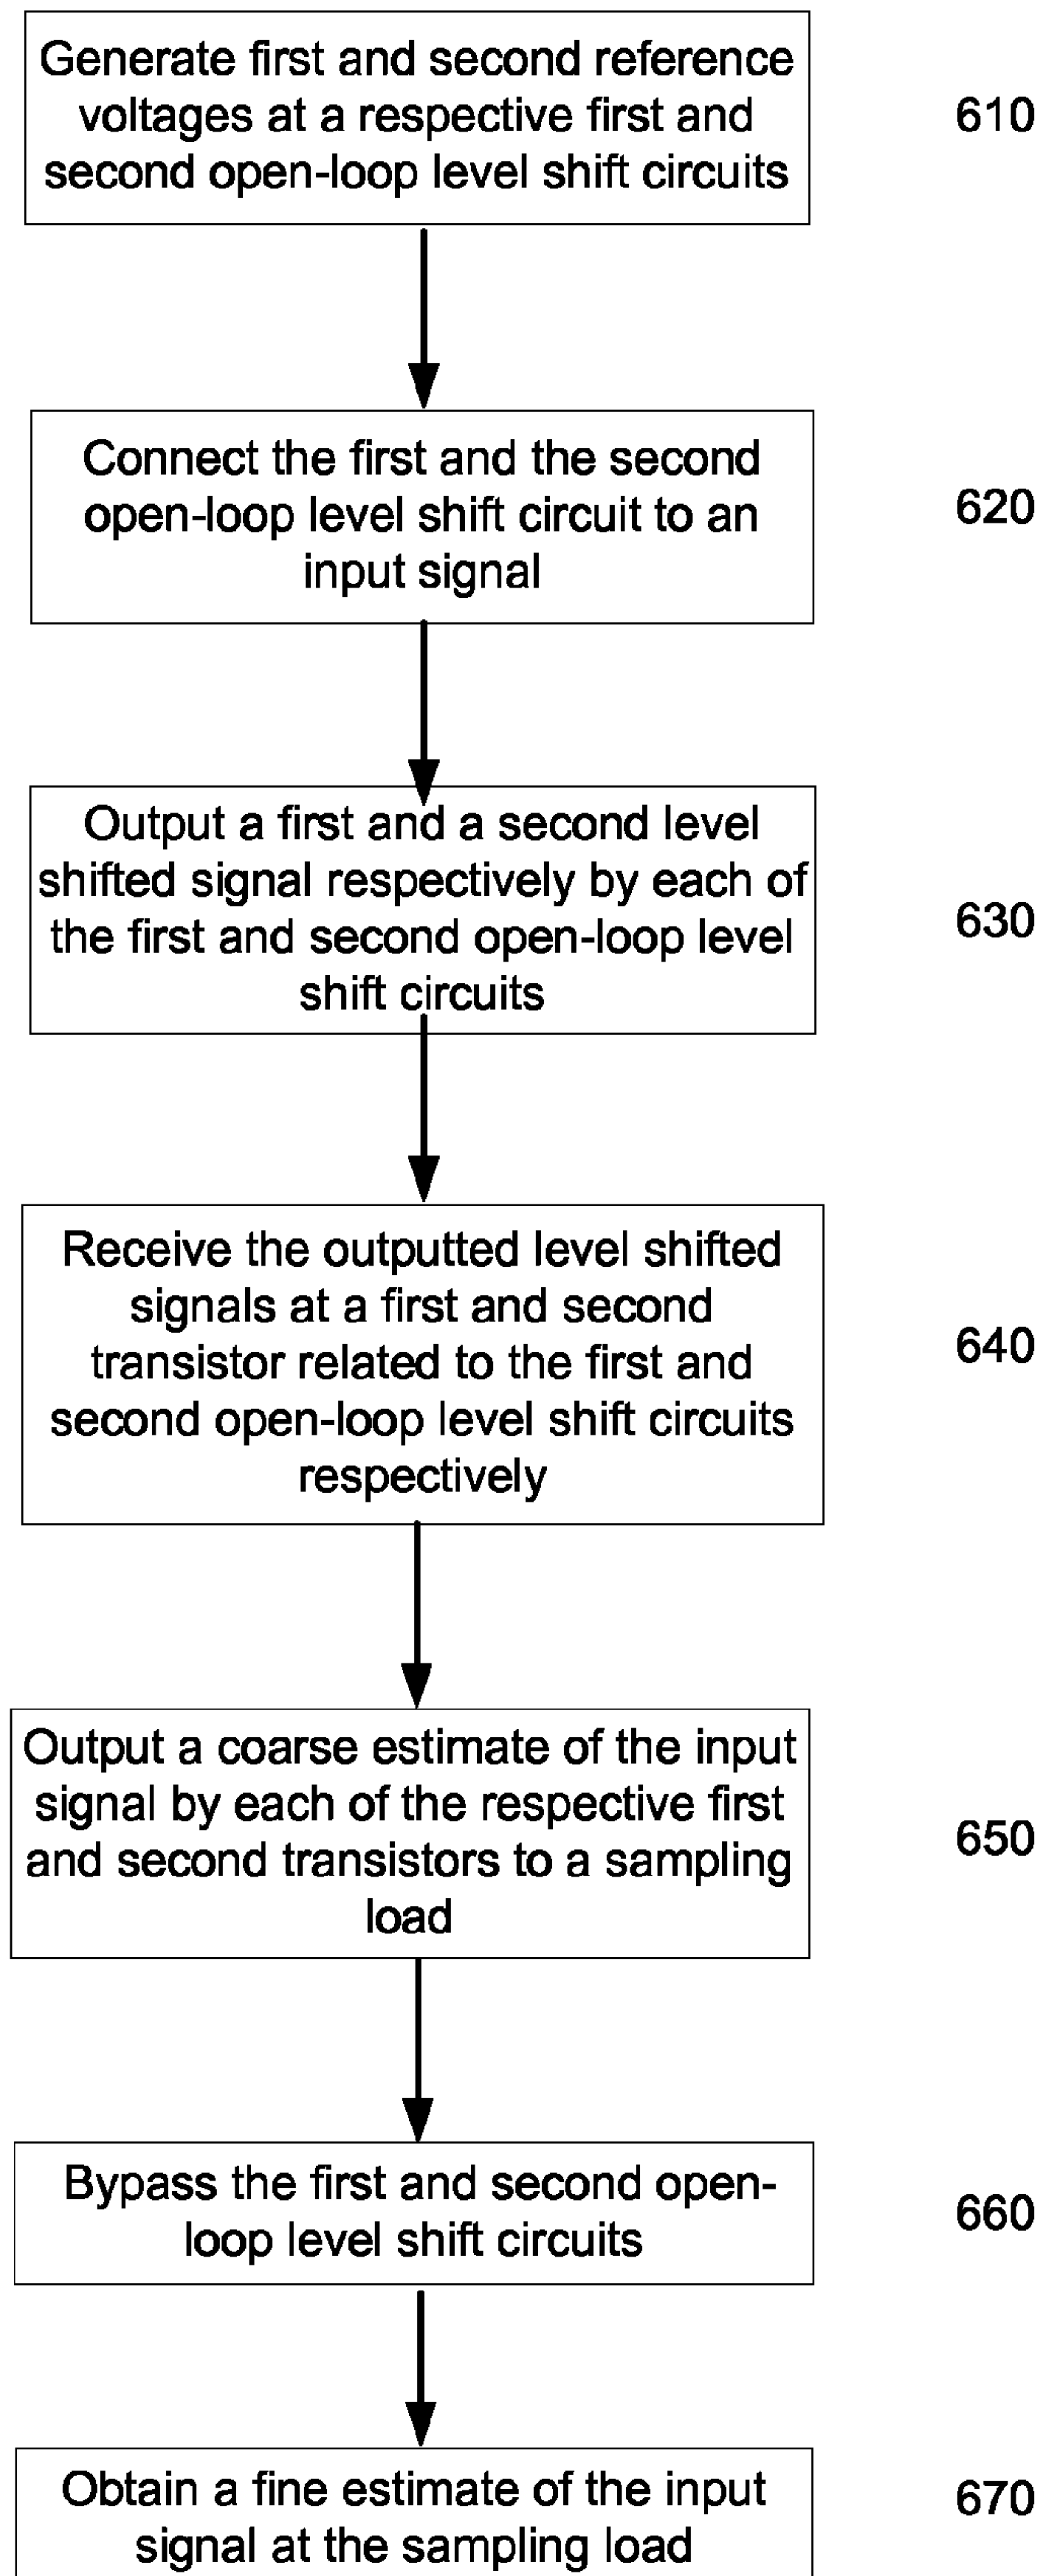 Generate first and second reference
voltages at a respective first and
second open-loop level shift circuits
610
Connect the first and the second
open-loop level shift circuit to an
input signal
620
Output a first and a second level
shifted signal respectively by each of
the first and second open-loop level
shift circuits
630
Receive the outputted level shifted
signals at a first and second
transistor related to the first and
second open-loop level shift circuits
respectively
640
Output a coarse estimate of the input
signal by each of the respective first
and second transistors to a sampling
load
650
Bypass the first and second open-
loop level shift circuits
660
Obtain a fine estimate of the input
signal at the sampling load
670